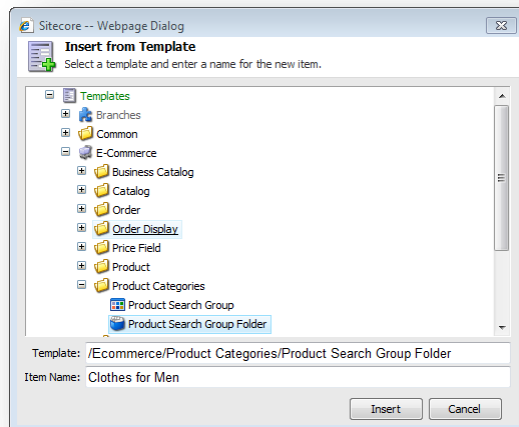 Sitecore -- Webpage Dialog
Insert from Template
Select a template and enter a name for the new item.
Templates
Branches
Common
E-Commerce
Business Catalog
Catalog
Order
Order Display
Price Field
Product
Product Categories
Product Search Group
Product Search Group Folder
Template: /Ecommerce/Product Categories/Product Search Group Folder
Item Name: Clothes for Men
Insert Cancel